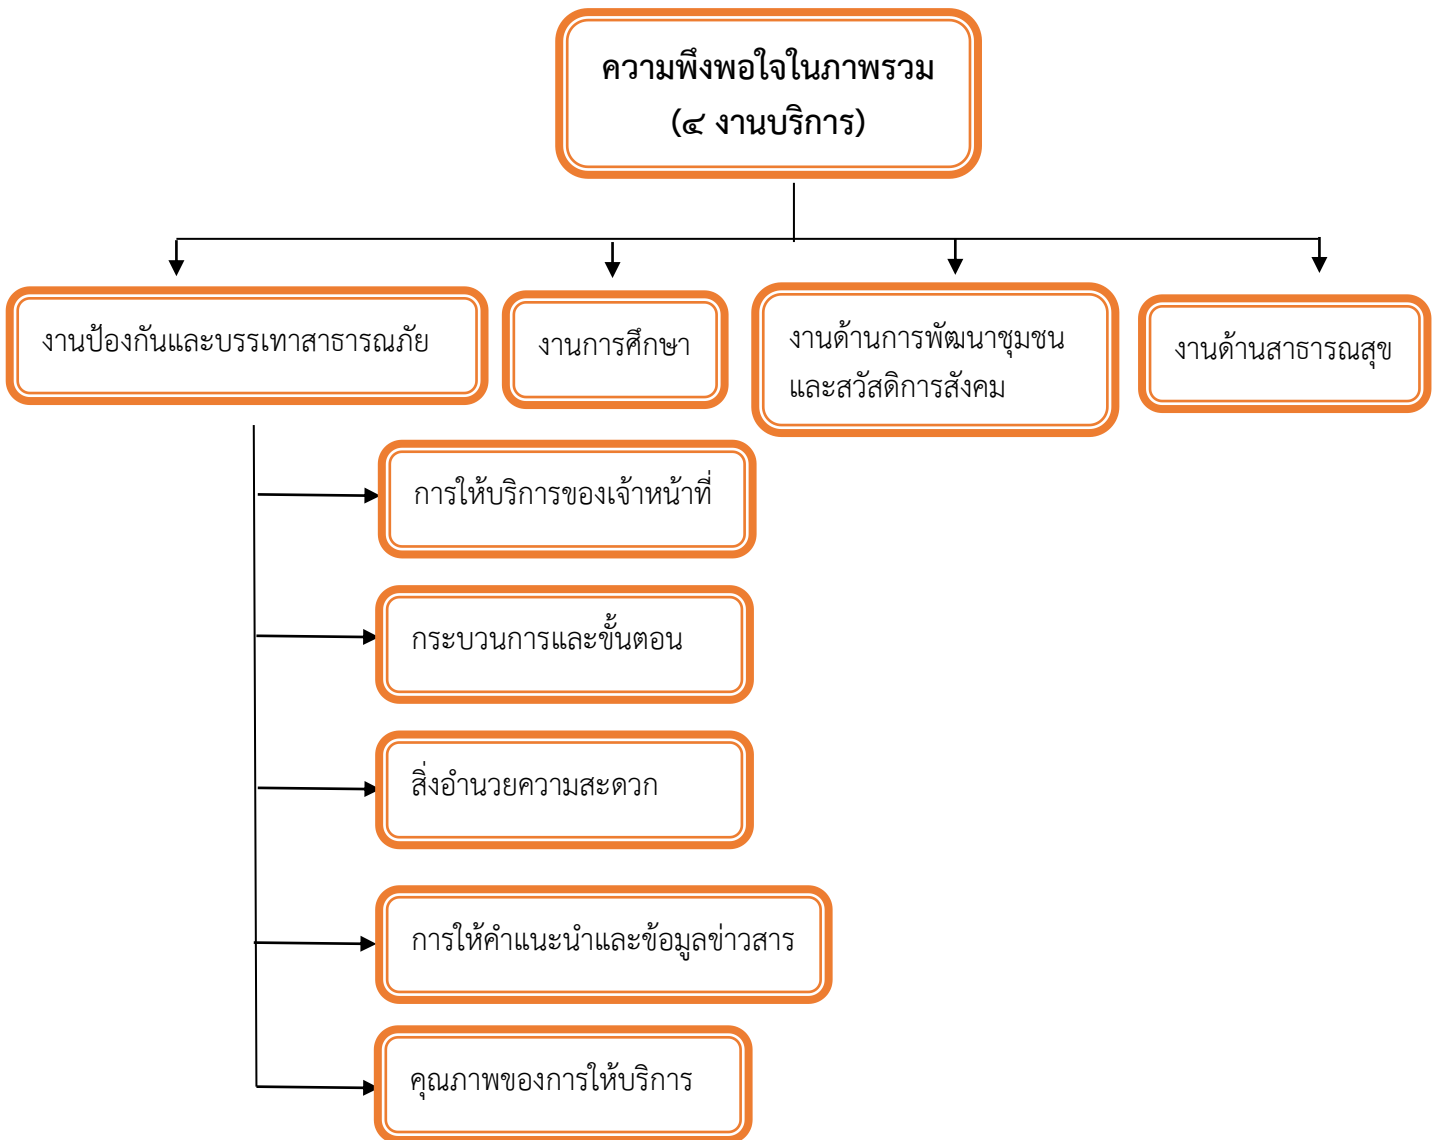 ความพึงพอใจในภาพรวม
(๔ งานบริการ)
งานป้องกันและบรรเทาสาธารณภัย
งานการศึกษา
งานด้านการพัฒนาชุมชน
และสวัสดิการสังคม
งานด้านสาธารณสุข
การให้บริการของเจ้าหน้าที่
กระบวนการและขั้นตอน
สิ่งอำนวยความสะดวก
การให้คำแนะนำและข้อมูลข่าวสาร
คุณภาพของการให้บริการ